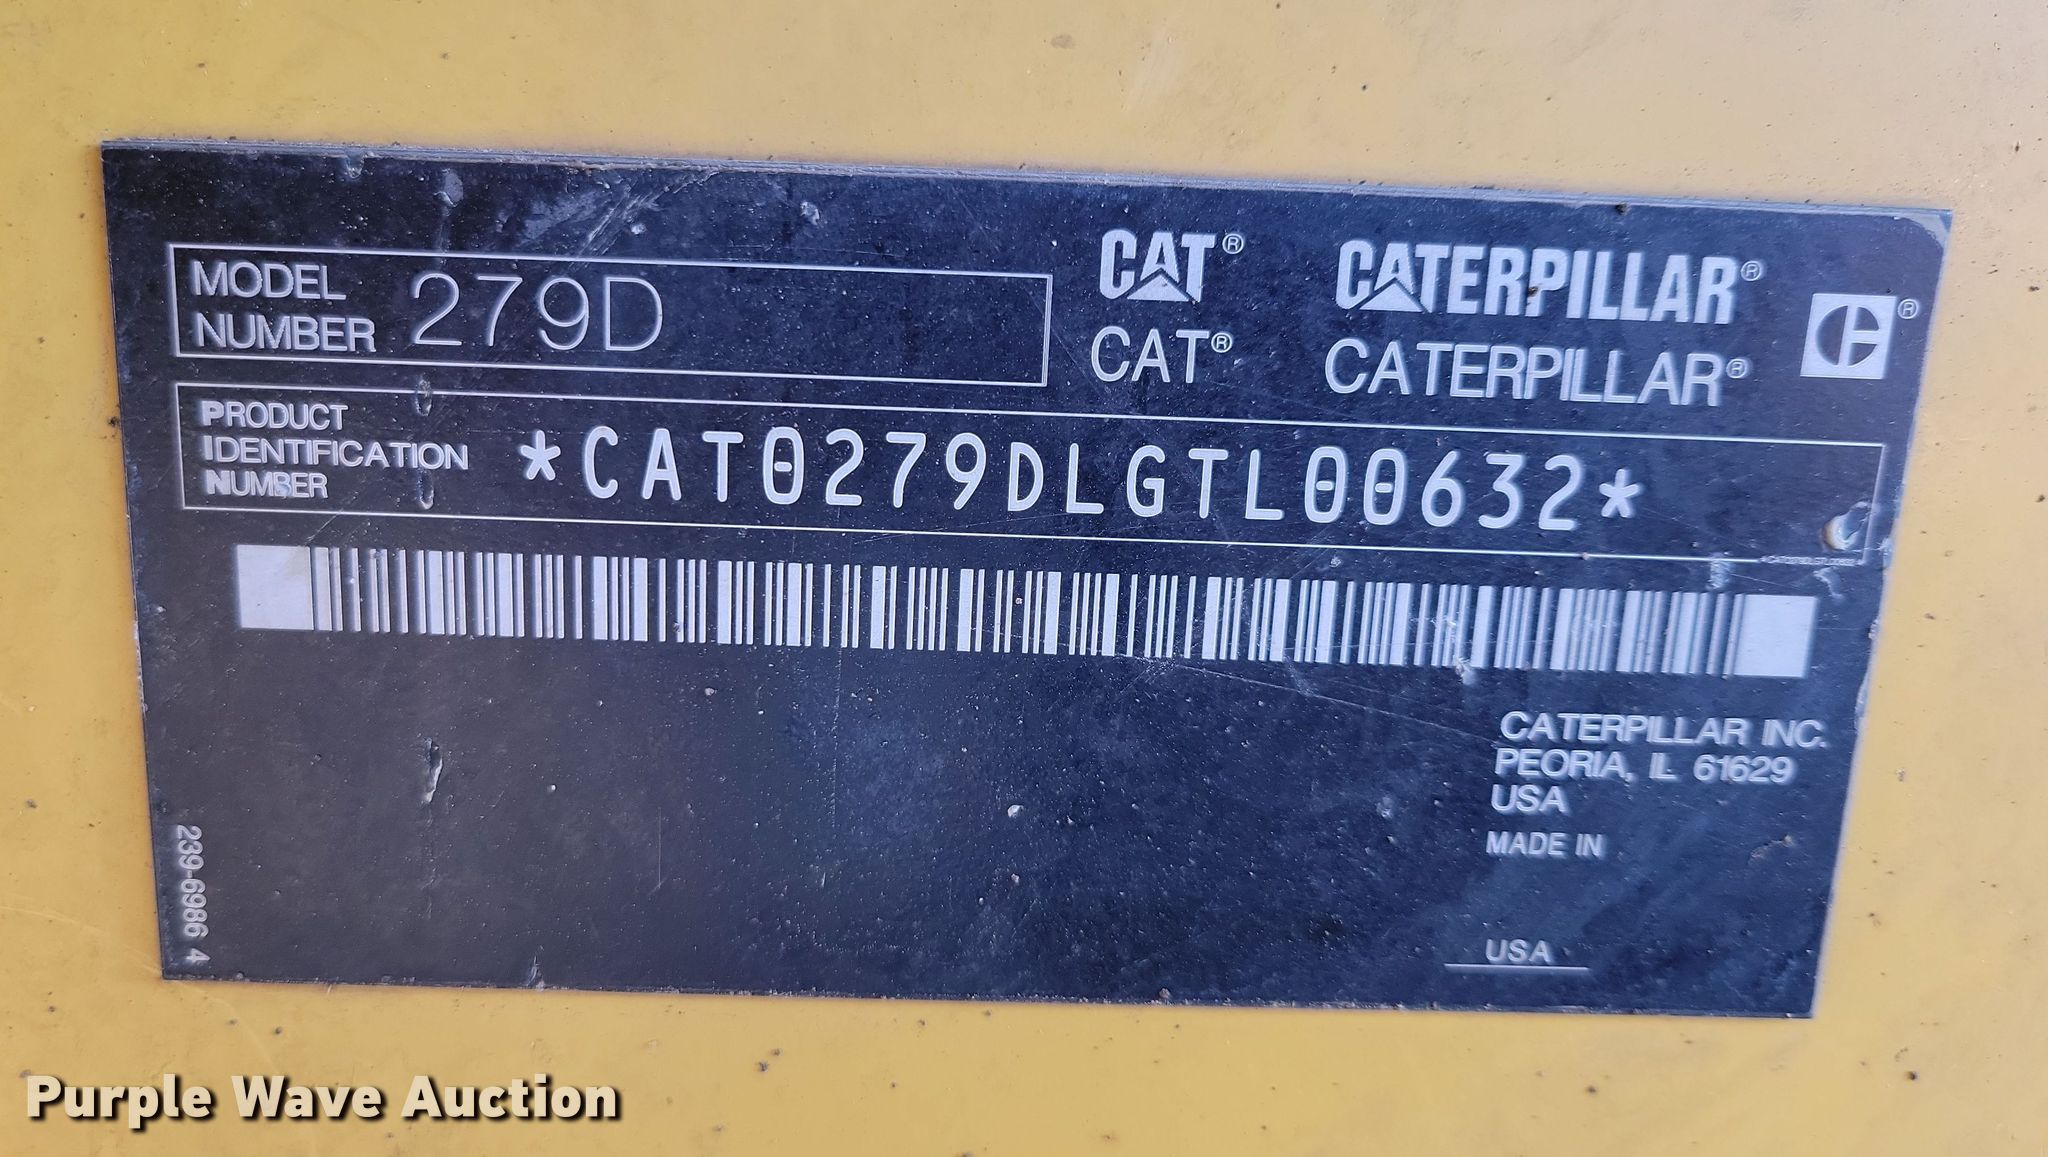 MODEL NUMBER 279D
CAT® CATERPILLAR®
CAT® CATERPILLAR®
PRODUCT
IDENTIFICATION
NUMBER
*CAT0279DLGTL00632*
CATERPILLAR INC.
PEORIA, IL 61629
USA
MADE IN
USA
239-6986 4
Purple Wave Auction